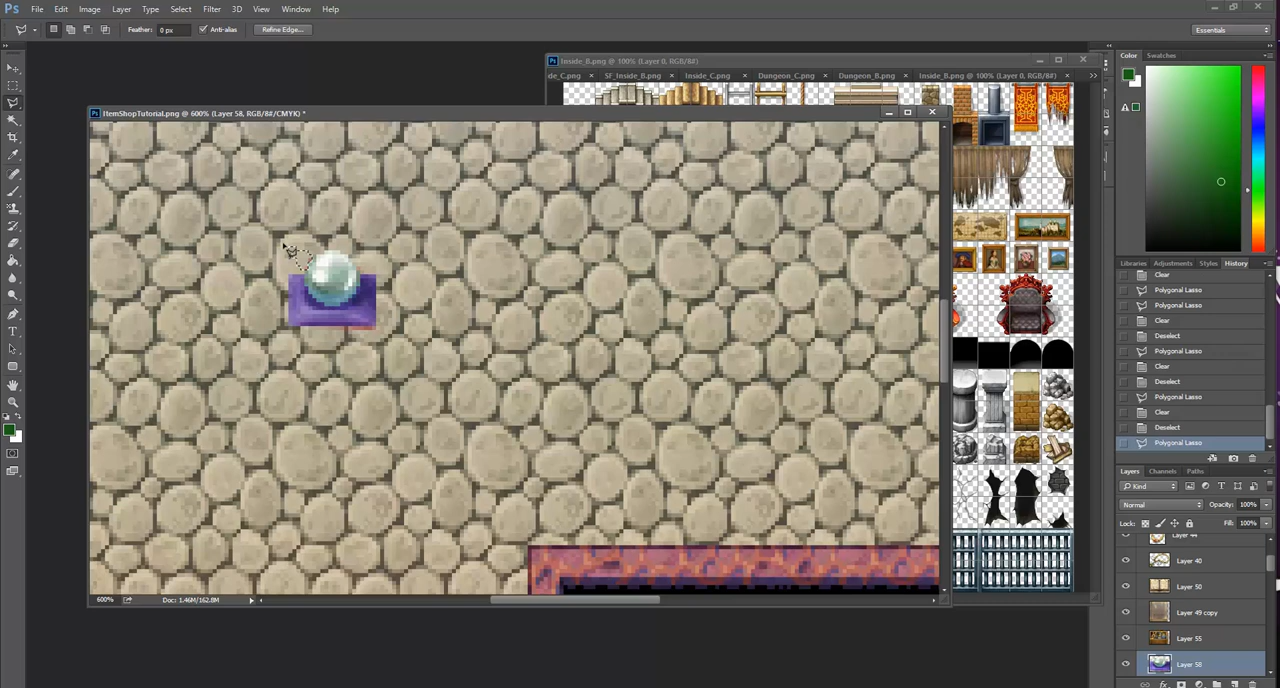 Ps File Edit Image Layer Type Select Filter 3D View Window Help
Feather: 0 px Anti-alias Refine Edge... Essentials
Inside_B.png @ 100% (Layer 0, RGB/8#)
de_C.png SF_Inside_B.png Inside_C.png Dungeon_C.png Dungeon_B.png Inside_B.png @ 100% (Layer 0, RGB/8#)
ItemShopTutorial.png @ 600% (Layer 58, RGB/8#/CMYK) *
Color Swatches
Libraries Adjustments Styles History
Clear
Polygonal Lasso
Polygonal Lasso
Clear
Deselect
Polygonal Lasso
Clear
Deselect
Polygonal Lasso
Clear
Deselect
Polygonal Lasso
Layers Channels Paths
Kind
Normal Opacity: 100%
Lock: Fill: 100%
Layer 44
Layer 40
Layer 50
Layer 49 copy
Layer 55
Layer 58
600% Doc: 1.46M/162.8M